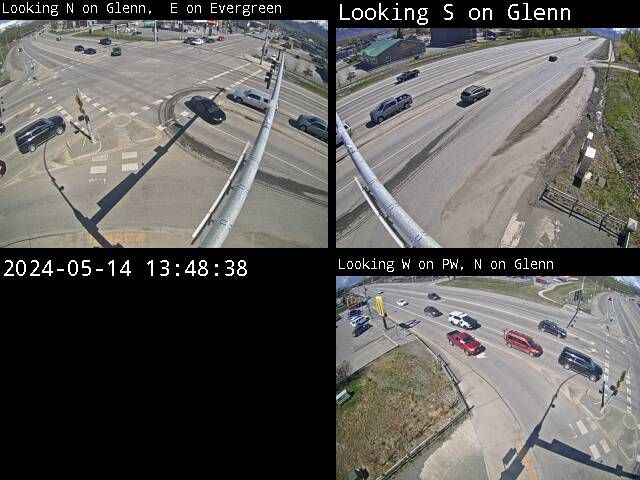 Looking N on Glenn,  E on Evergreen
Looking S on Glenn
2024-05-14 13:48:38
Looking W on PW, N on Glenn